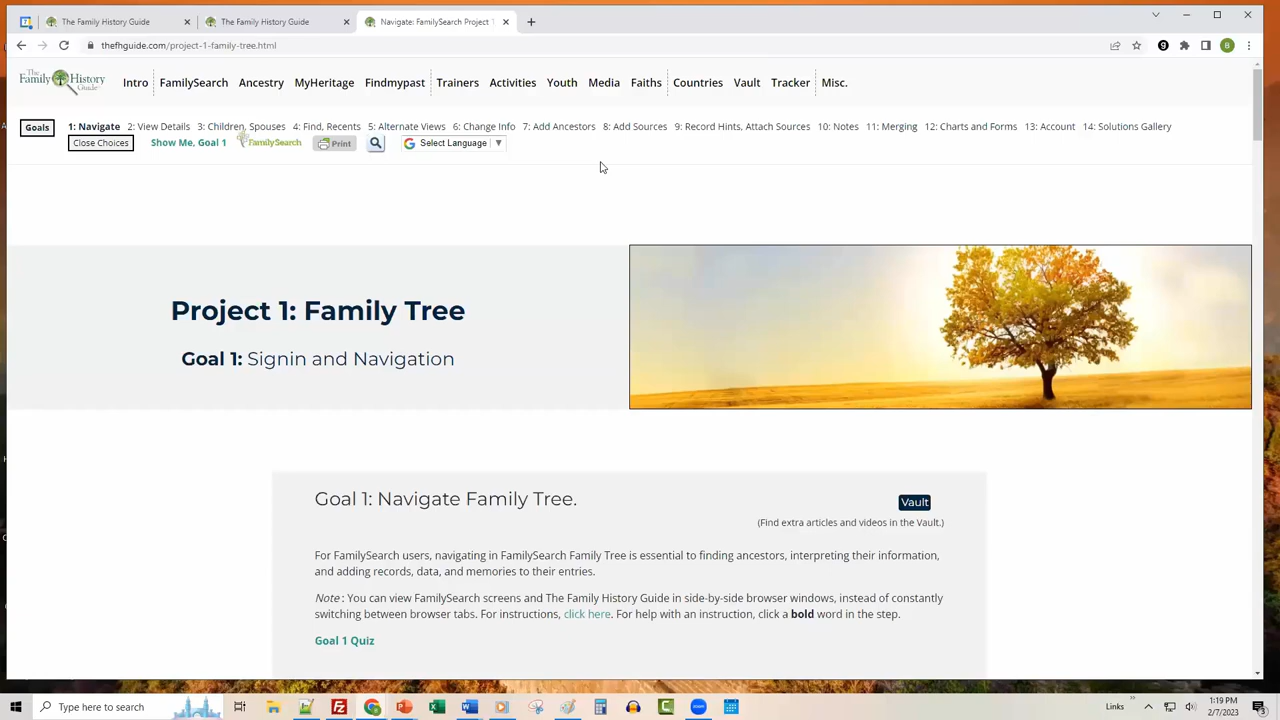 The Family History Guide
The Family History Guide
Navigate: FamilySearch Project 1
thefhguide.com/project-1-family-tree.html
The Family History Guide
Intro FamilySearch Ancestry MyHeritage Findmypast Trainers Activities Youth Media Faiths Countries Vault Tracker Misc.
Goals 1: Navigate 2: View Details 3: Children, Spouses 4: Find, Recents 5: Alternate Views 6: Change Info 7: Add Ancestors 8: Add Sources 9: Record Hints, Attach Sources 10: Notes 11: Merging 12: Charts and Forms 13: Account 14: Solutions Gallery
Close Choices Show Me, Goal 1 FamilySearch Print Select Language ▼
Project 1: Family Tree
Goal 1: Signin and Navigation
Goal 1: Navigate Family Tree.
Vault
(Find extra articles and videos in the Vault.)
For FamilySearch users, navigating in FamilySearch Family Tree is essential to finding ancestors, interpreting their information,
and adding records, data, and memories to their entries.
Note: You can view FamilySearch screens and The Family History Guide in side-by-side browser windows, instead of constantly
switching between browser tabs. For instructions, click here. For help with an instruction, click a bold word in the step.
Goal 1 Quiz
Type here to search
Links
1:19 PM
2/7/2023